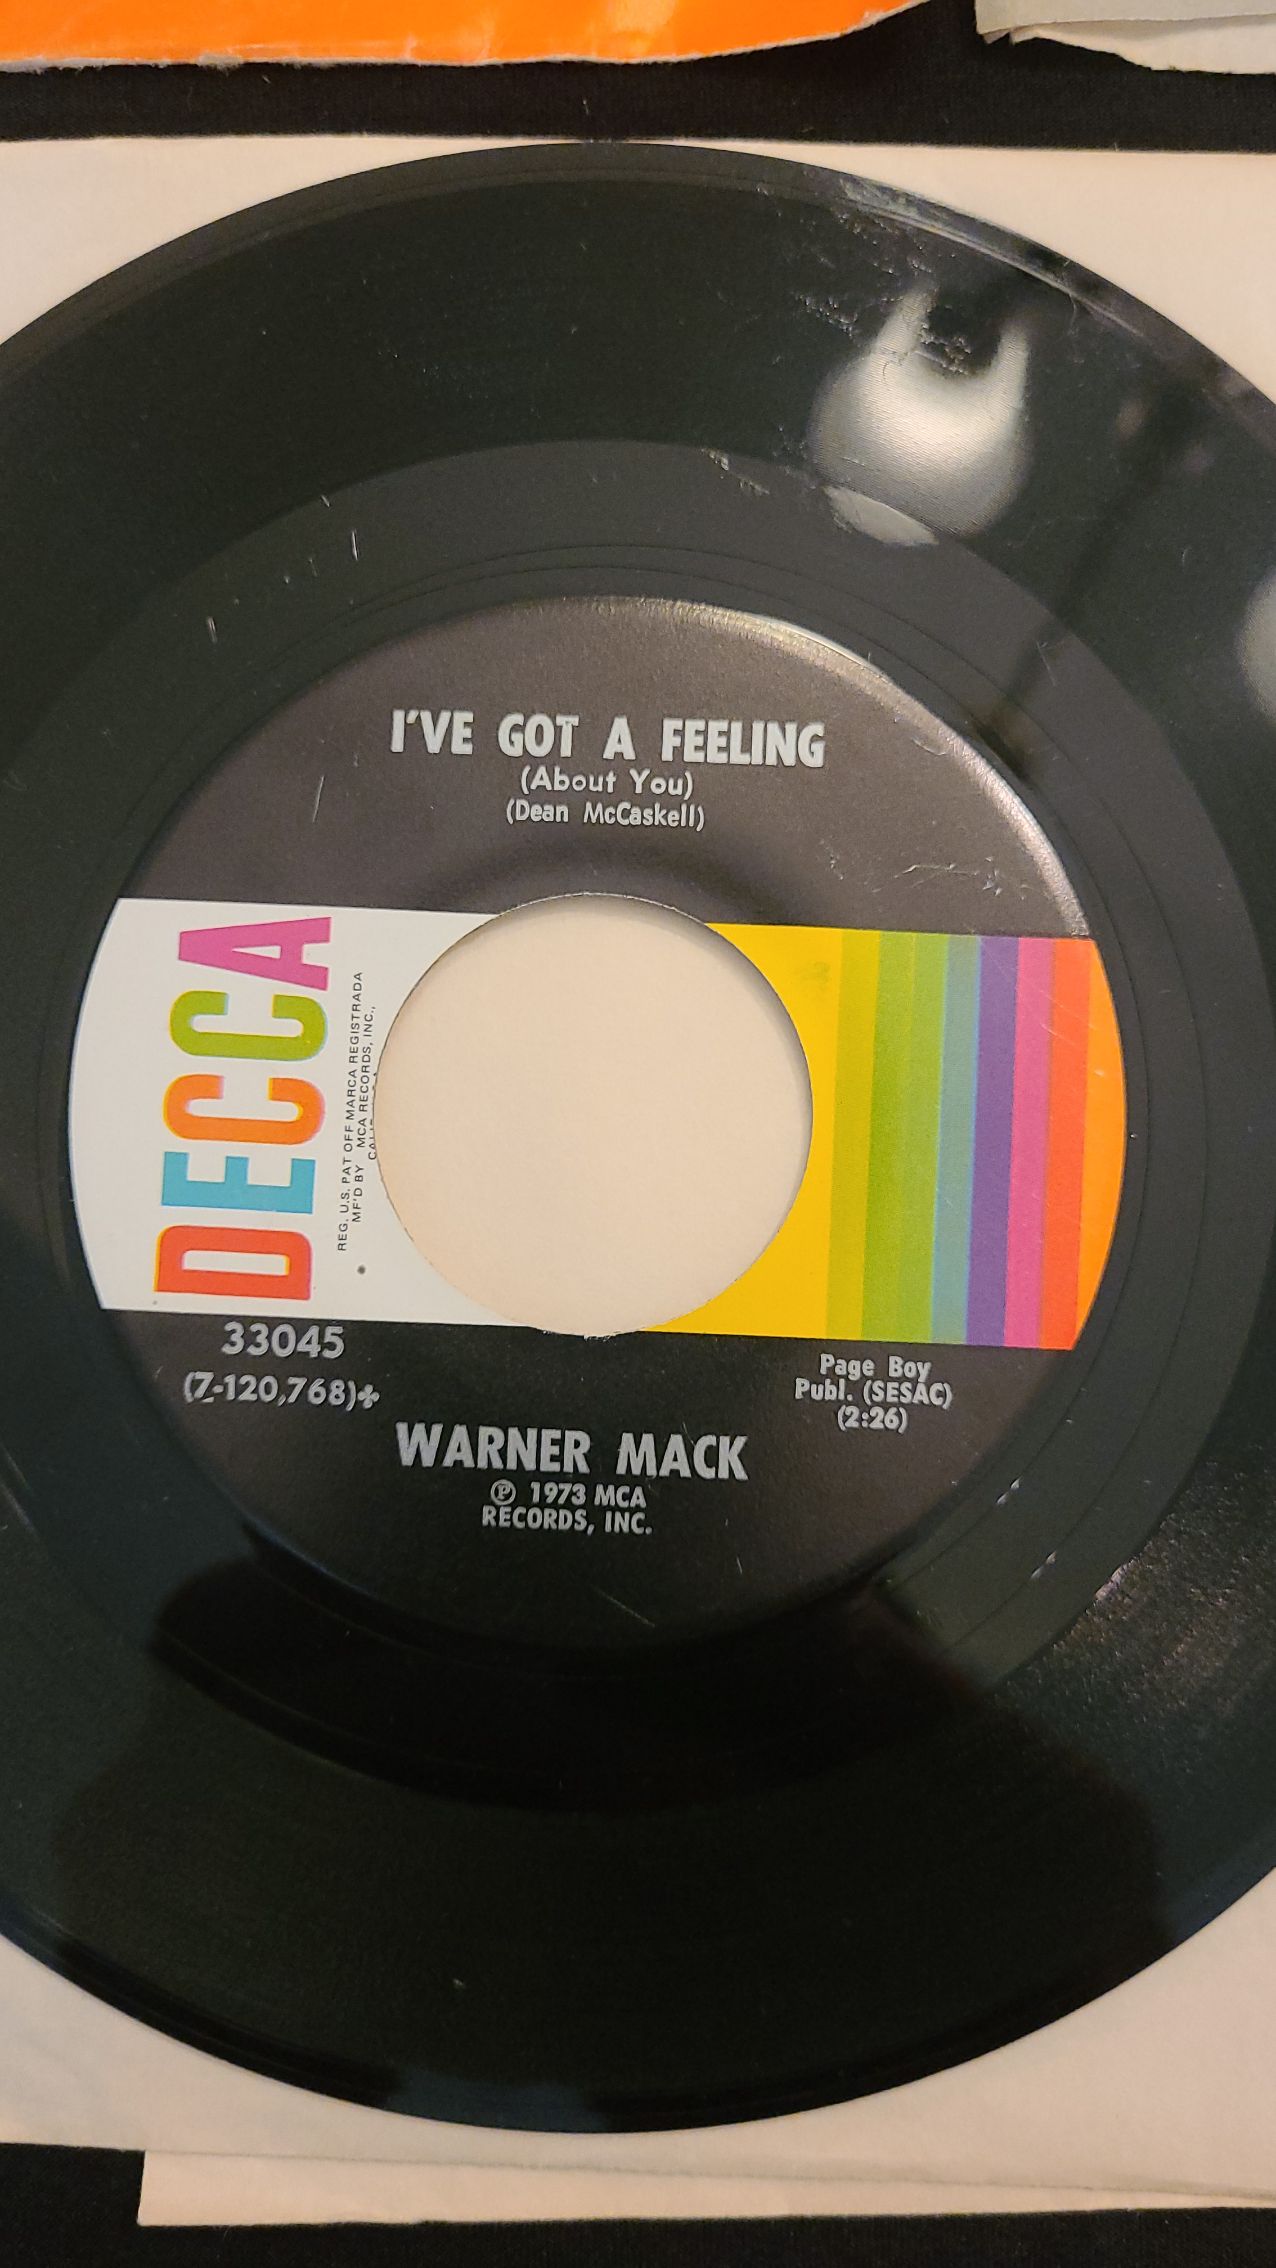 I'VE GOT A FEELING
(About You)
(Dean McCaskell)
DECCA
REG. U.S. PAT OFF MARCA REGISTRADA
MF'D BY MCA RECORDS, INC.,
33045
(7-120,768)✤
Page Boy
Publ. (SESAC)
(2:26)
WARNER MACK
℗ 1973 MCA
RECORDS, INC.